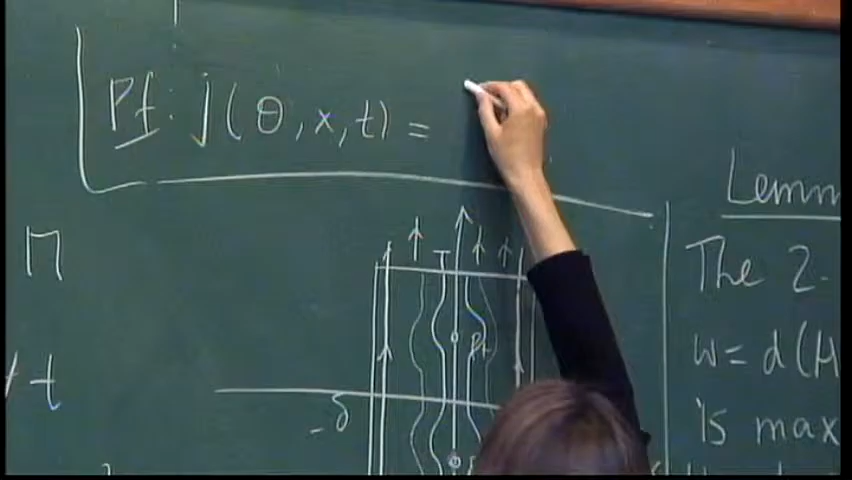 Pf: j(θ, x, t) =
Π
t
T
-δ
Lemm
The 2-
w = d(H
is max